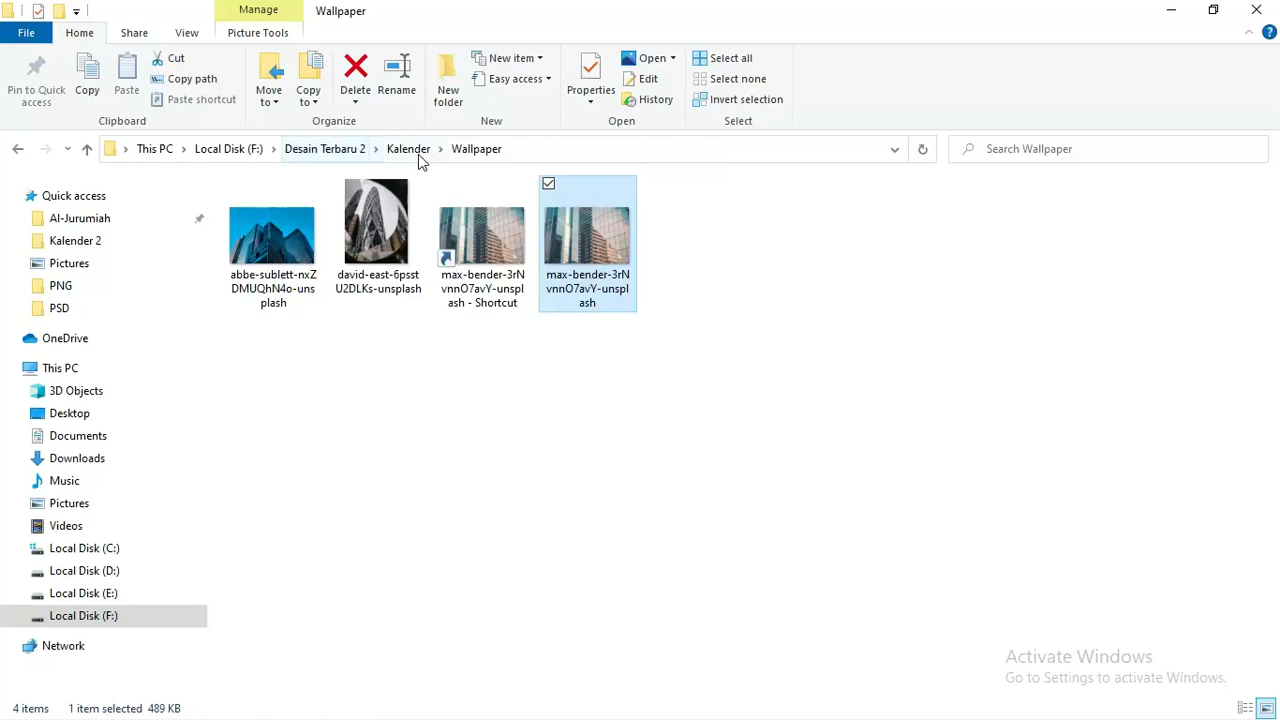 Manage
Wallpaper
File
Home
Share
View
Picture Tools
Pin to Quick
access
Copy
Paste
Cut
Copy path
Paste shortcut
Clipboard
Move
to
Copy
to
Delete
Rename
Organize
New
folder
New item
Easy access
New
Properties
Open
Edit
History
Open
Select all
Select none
Invert selection
Select
This PC
Local Disk (F:)
Desain Terbaru 2
Kalender
Wallpaper
Search Wallpaper
Quick access
Al-Jurumiah
Kalender 2
Pictures
PNG
PSD
OneDrive
This PC
3D Objects
Desktop
Documents
Downloads
Music
Pictures
Videos
Local Disk (C:)
Local Disk (D:)
Local Disk (E:)
Local Disk (F:)
Network
abbe-sublett-nxZ
DMUQhN4o-uns
plash
david-east-6psst
U2DLKs-unsplash
max-bender-3rN
vnnO7avY-unspl
ash - Shortcut
max-bender-3rN
vnnO7avY-unspl
ash
Activate Windows
Go to Settings to activate Windows.
4 items
1 item selected 489 KB